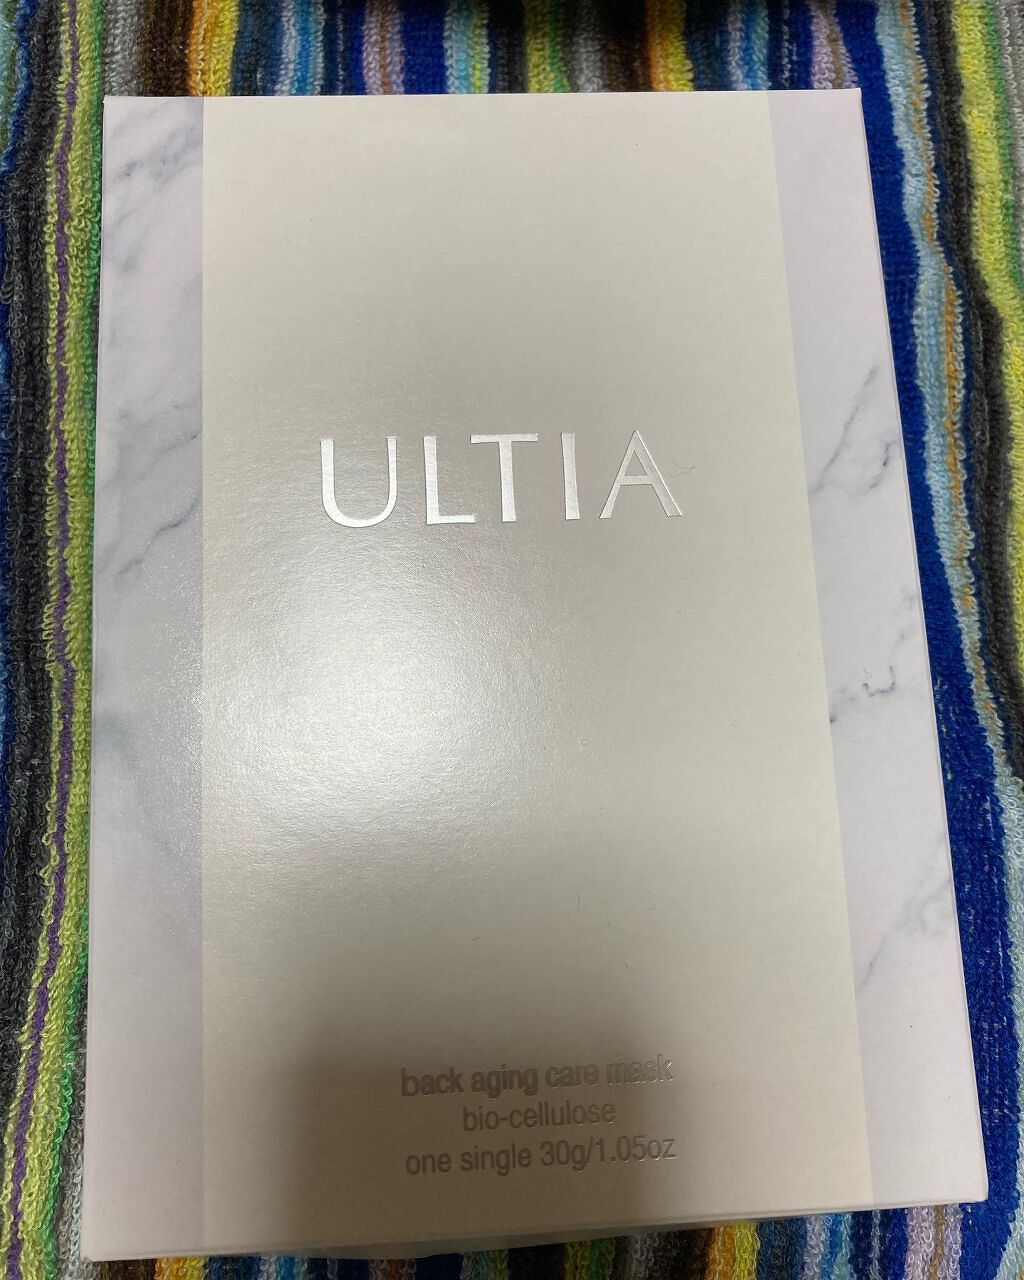 ULTIA
back aging care mask
bio-cellulose
one single 30g/1.05oz